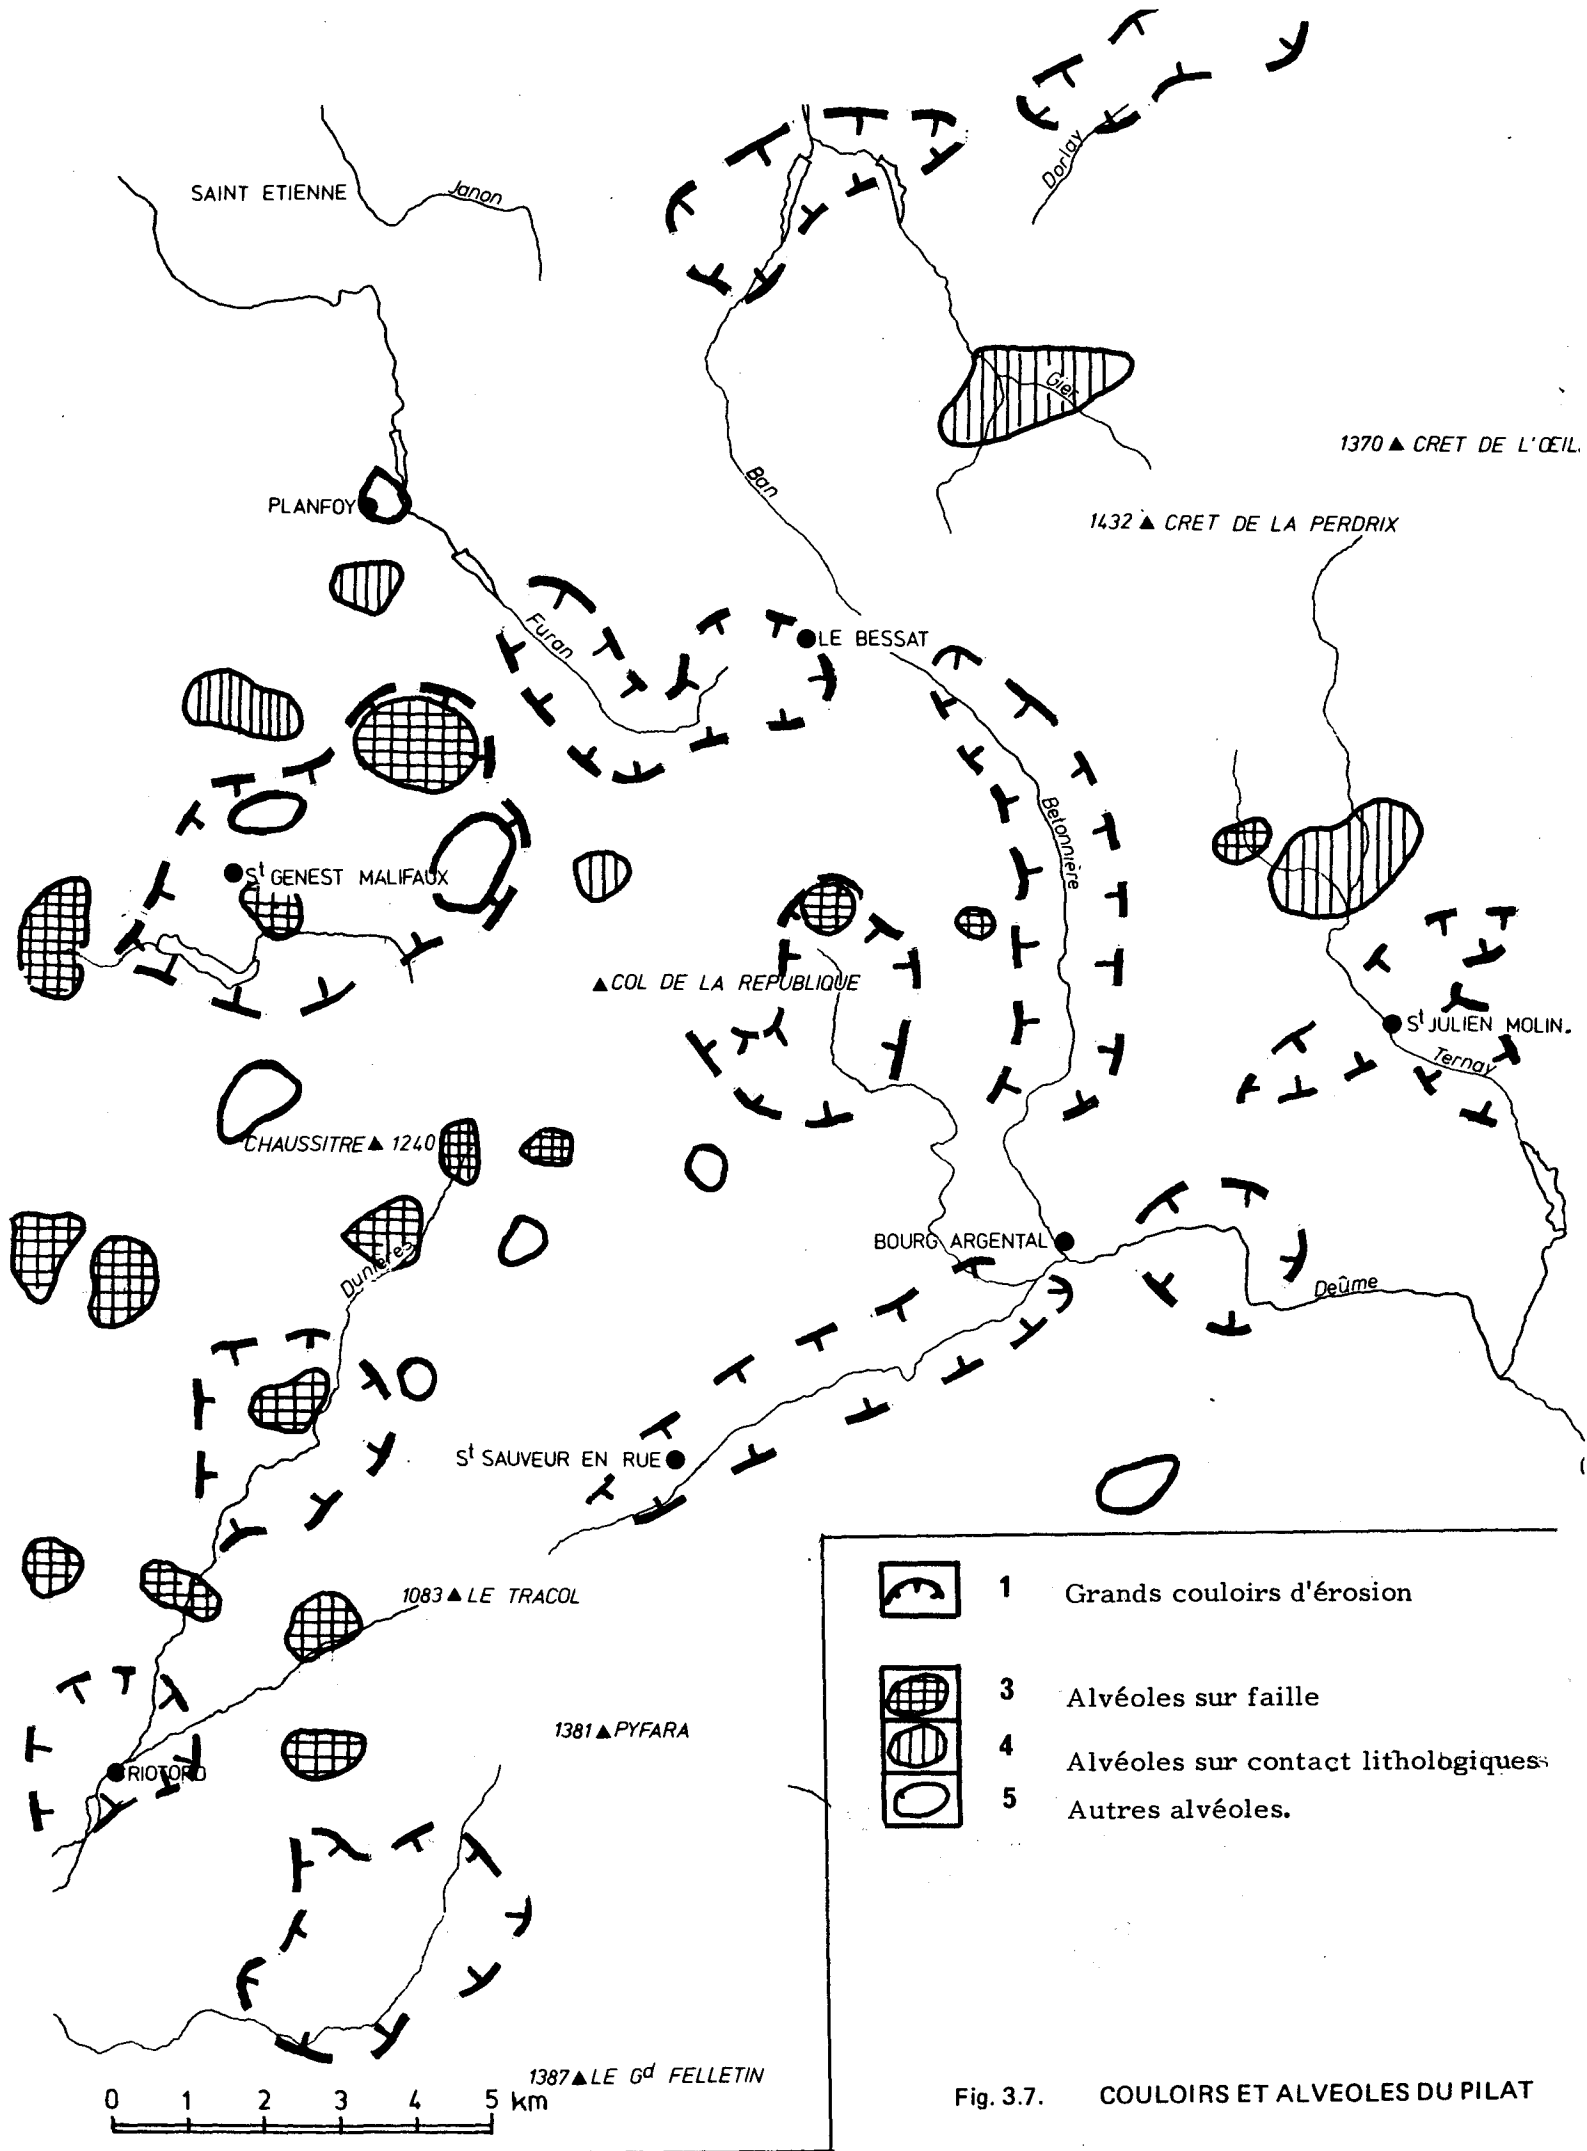 Dorlay
SAINT ETIENNE
Janon
Gier
1370 ▲ CRET DE L'ŒIL.
Ban
PLANFOY
1432 ▲ CRET DE LA PERDRIX
Furan
LE BESSAT
Betonnière
St GENEST MALIFAUX
▲ COL DE LA REPUBLIQUE
St JULIEN MOLIN.
Ternay
CHAUSSITRE ▲ 1240
BOURG ARGENTAL
Dunières
Deûme
St SAUVEUR EN RUE
1083 ▲ LE TRACOL
1381 ▲ PYFARA
RIOTORD
1387 ▲ LE Gd FELLETIN
0 1 2 3 4 5 km
1 Grands couloirs d'érosion
3 Alvéoles sur faille
4 Alvéoles sur contact lithologiques
5 Autres alvéoles.
Fig. 3.7. COULOIRS ET ALVEOLES DU PILAT